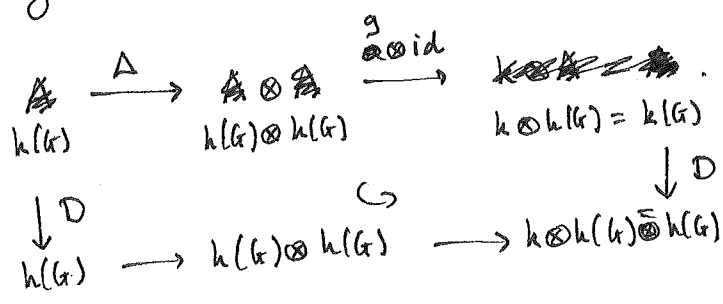 g
Δ ⊗ id
A ⊗ A .
k(G) k(G) ⊗ k(G) k ⊗ k(G) = k(G)
↓ D ↓ D
k(G) → k(G) ⊗ k(G) → k ⊗ k(G) = k(G)